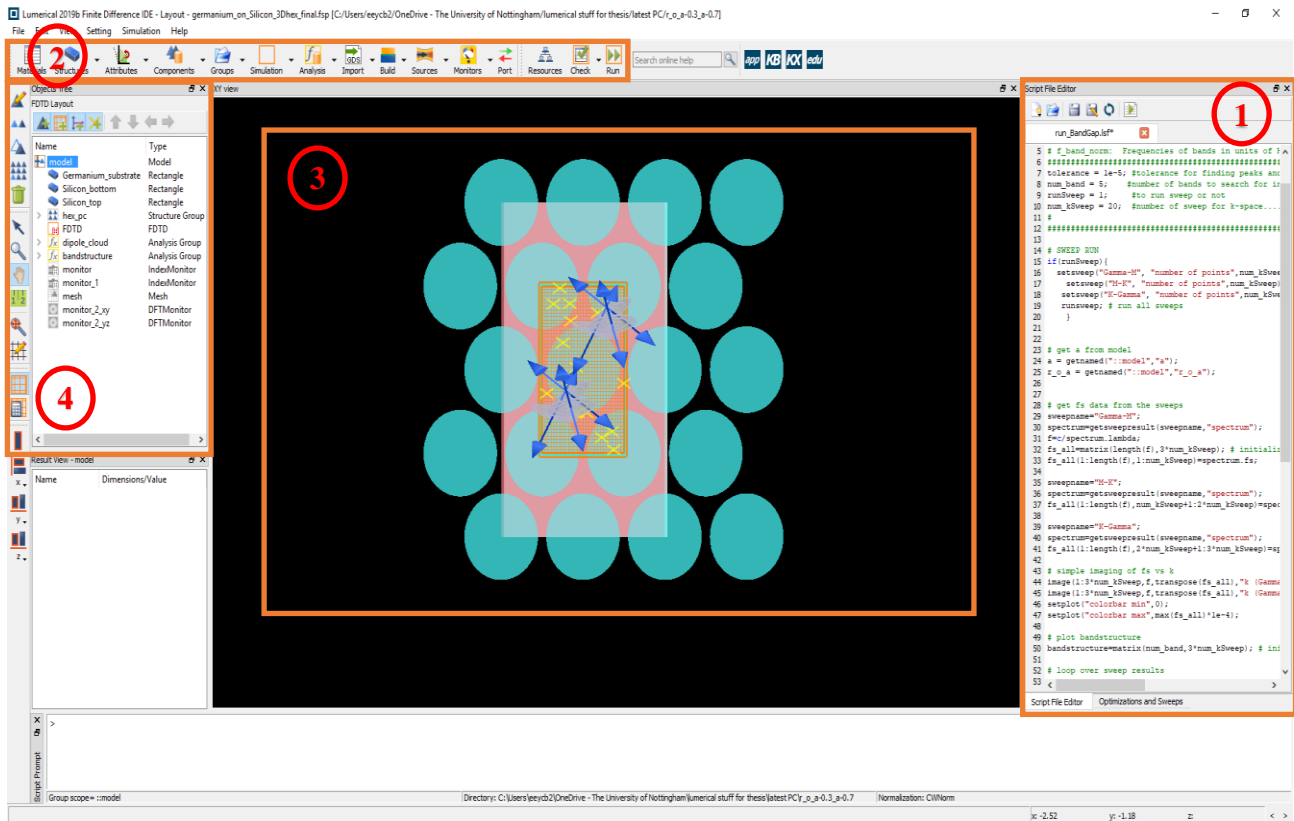 Lumerical 2019b Finite Difference IDE - Layout - germanium_on_Silicon_3Dhex_final.fsp [C:/Users/eeycb2/OneDrive - The University of Nottingham/lumerical stuff for thesis/latest PC/r_o_a-0.3_a-0.7]
File Edit View Setting Simulation Help
2
Materials Structures Attributes Components Groups Simulation Analysis Import Build Sources Monitors Port Resources Check Run Search online help app KB KX edu
GDS
Objects Tree
FDTD Layout
Name Type
model Model
Germanium_substrate Rectangle
Silicon_bottom Rectangle
Silicon_top Rectangle
hex_pc Structure Group
FDTD FDTD
dipole_cloud Analysis Group
bandstructure Analysis Group
monitor IndexMonitor
monitor_1 IndexMonitor
mesh Mesh
monitor_2_xy DFTMonitor
monitor_2_yz DFTMonitor
4
Result View - model
Name Dimensions/Value
x
y
z
XY view
3
Script File Editor
1
run_BandGap.lsf*
5 # f_band_norm: Frequencies of bands in units of
6 ####################################################
7 tolerance = 1e-5; #tolerance for finding peaks and
8 num_band = 5; #number of bands to search for
9 runSweep = 1; #to run sweep or not
10 num_kSweep = 20; #number of sweep for k-space....
11 #
12 ####################################################
13
14 # SWEEP RUN
15 if(runSweep){
16 setsweep("Gamma-M", "number of points",num_kSwee
17 setsweep("M-K", "number of points",num_kSweep)
18 setsweep("K-Gamma", "number of points",num_kSwe
19 runsweep; # run all sweeps
20 }
21
22
23 # get a from model
24 a = getnamed("::model","a");
25 r_o_a = getnamed("::model","r_o_a");
26
27
28 # get fs data from the sweeps
29 sweepname="Gamma-M";
30 spectrum=getsweepresult(sweepname,"spectrum");
31 f=c/spectrum.lambda;
32 fs_all=matrix(length(f),3*num_kSweep); # initializ
33 fs_all(1:length(f),1:num_kSweep)=spectrum.fs;
34
35 sweepname="M-K";
36 spectrum=getsweepresult(sweepname,"spectrum");
37 fs_all(1:length(f),num_kSweep+1:2*num_kSweep)=spec
38
39 sweepname="K-Gamma";
40 spectrum=getsweepresult(sweepname,"spectrum");
41 fs_all(1:length(f),2*num_kSweep+1:3*num_kSweep)=sp
42
43 # simple imaging of fs vs k
44 image(1:3*num_kSweep,f,transpose(fs_all),"k (Gamma
45 image(1:3*num_kSweep,f,transpose(fs_all),"k (Gamma
46 setplot("colorbar min",0);
47 setplot("colorbar max",max(fs_all)*1e-4);
48
49 # plot bandstructure
50 bandstructure=matrix(num_band,3*num_kSweep); # ini
51
52 # loop over sweep results
53
Script File Editor Optimizations and Sweeps
Script Prompt
>
Group scope= ::model Directory: C:\Users\eeycb2\OneDrive - The University of Nottingham\lumerical stuff for thesis\latest PC\r_o_a-0.3_a-0.7 Normalization: CWNorm
x: -2.52 y: -1.18 z: